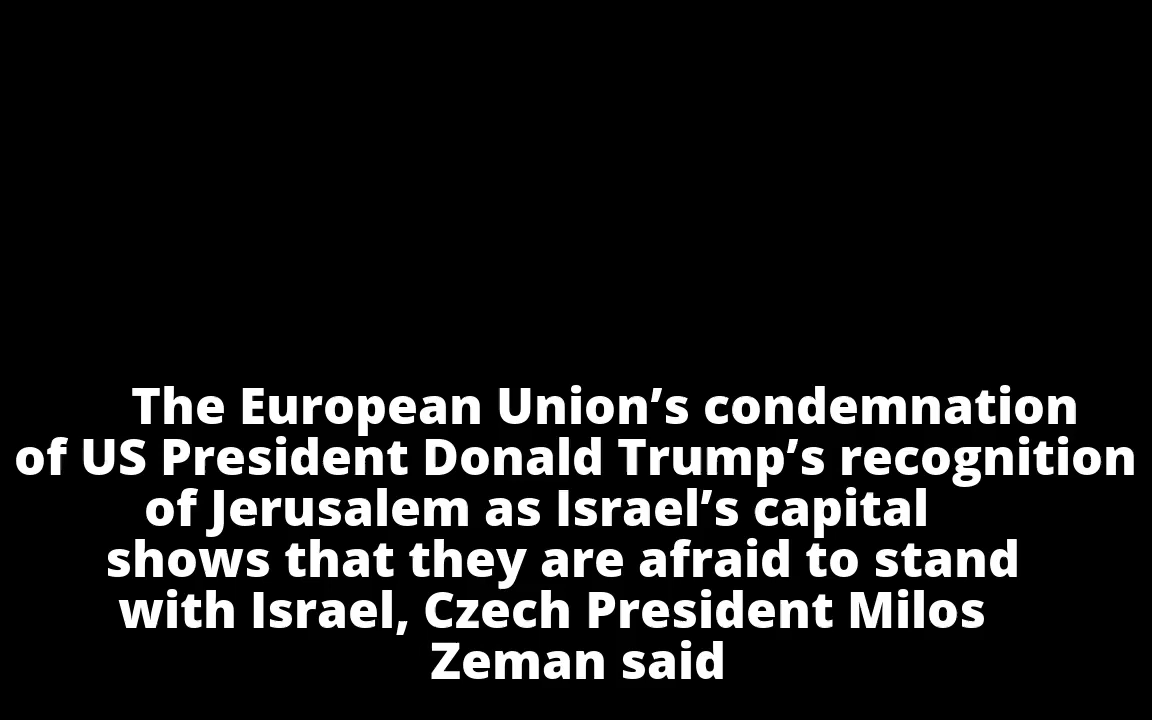 The European Union’s condemnation
of US President Donald Trump’s recognition
of Jerusalem as Israel’s capital
shows that they are afraid to stand
with Israel, Czech President Milos
Zeman said